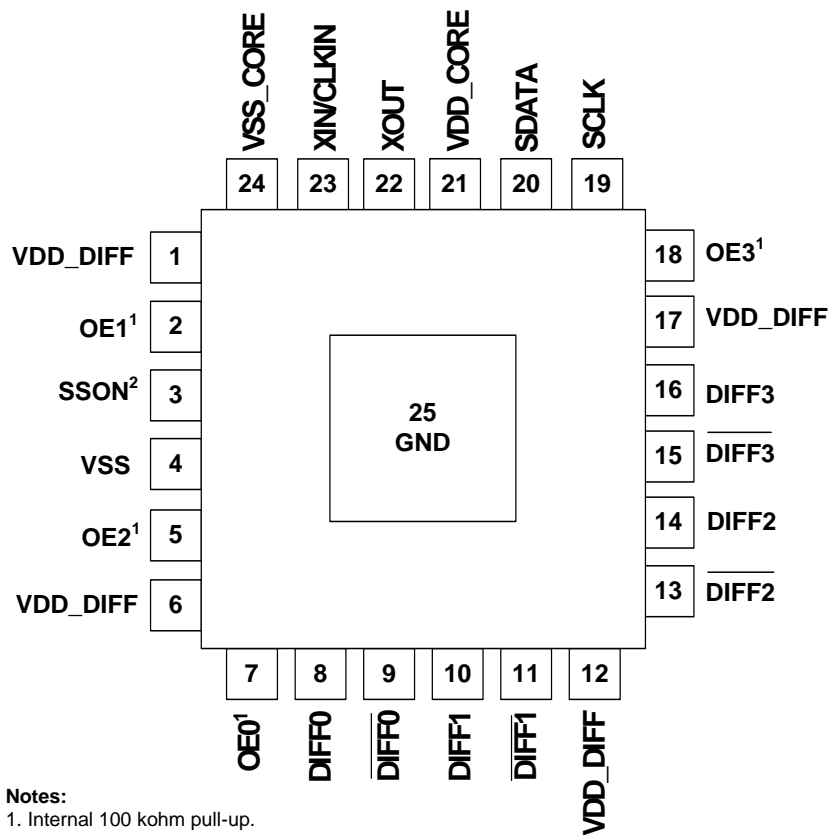 VSS_CORE
XIN/CLKIN
XOUT
VDD_CORE
SDATA
SCLK
24
23
22
21
20
19
VDD_DIFF
1
OE1¹
2
SSON²
3
VSS
4
OE2¹
5
VDD_DIFF
6
25
GND
18
OE3¹
17
VDD_DIFF
16
DIFF3
15
DIFF3
14
DIFF2
13
DIFF2
7
8
9
10
11
12
OE0¹
DIFF0
DIFF0
DIFF1
DIFF1
VDD_DIFF
Notes:
1. Internal 100 kohm pull-up.